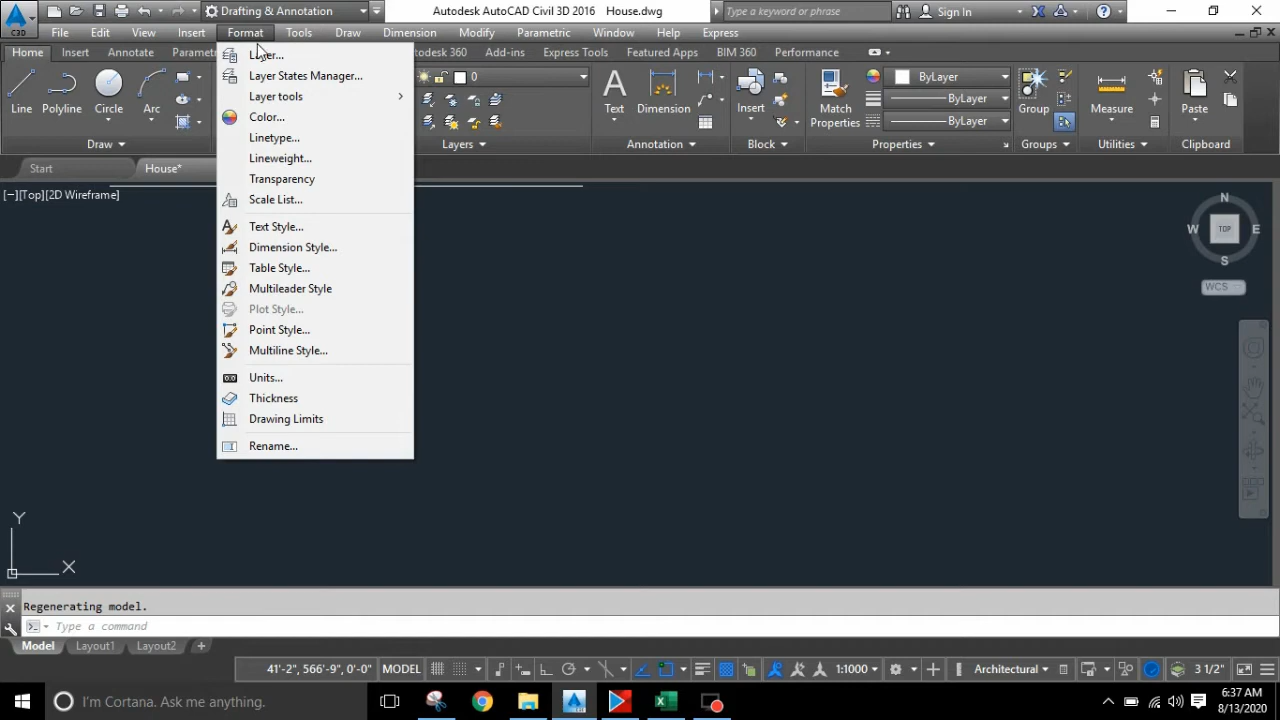 Drafting & Annotation
Autodesk AutoCAD Civil 3D 2016 House.dwg
Type a keyword or phrase
Sign In
C3D
File Edit View Insert Format Tools Draw Dimension Modify Parametric Window Help Express
Home Insert Annotate Autodesk 360 Add-ins Express Tools Featured Apps BIM 360 Performance
Line Polyline Circle Arc
0
Text Dimension
Insert
Match Properties
ByLayer
ByLayer
ByLayer
Group
Measure
Paste
Draw Layers Annotation Block Properties Groups Utilities Clipboard
Start House*
[−][Top][2D Wireframe]
Layer States Manager...
Layer tools
Color...
Linetype...
Lineweight...
Transparency
Scale List...
Text Style...
Dimension Style...
Table Style...
Multileader Style
Plot Style...
Point Style...
Multiline Style...
Units...
Thickness
Drawing Limits
Rename...
N
W TOP E
S
WCS
Y
X
Regenerating model.
Type a command
Model Layout1 Layout2 +
41'-2", 566'-9", 0'-0" MODEL 1:1000 Architectural 3 1/2"
I'm Cortana. Ask me anything.
6:37 AM
8/13/2020